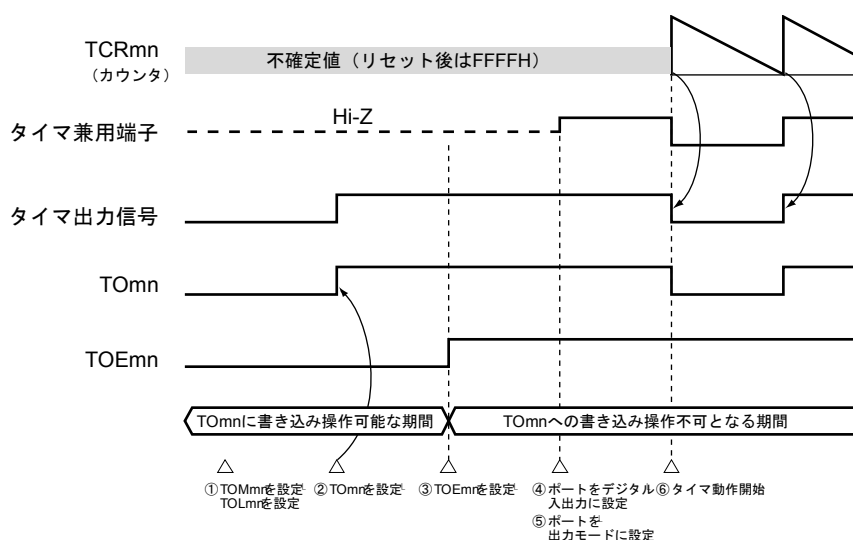 TCRmn
（カウンタ）
不確定値（リセット後はFFFFH）
タイマ兼用端子
Hi-Z
タイマ出力信号
TOmn
TOEmn
TOmnに書き込み操作可能な期間
TOmnへの書き込み操作不可となる期間
①TOMmnを設定
TOLmnを設定
②TOmnを設定
③TOEmnを設定
④ポートをデジタル
入出力に設定
⑤ポートを
出力モードに設定
⑥タイマ動作開始